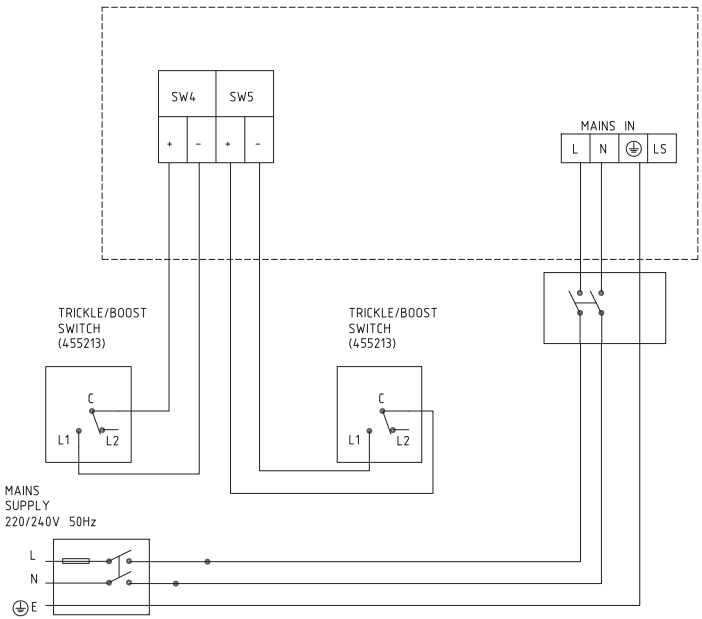 SW4 SW5
+ - + -
MAINS IN
L N LS
TRICKLE/BOOST
SWITCH
(455213)
C
L1 L2
TRICKLE/BOOST
SWITCH
(455213)
C
L1 L2
MAINS
SUPPLY
220/240V 50Hz
L
N
E